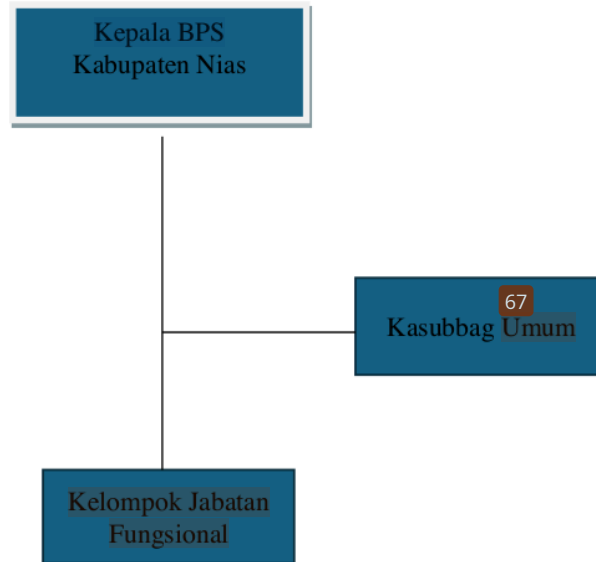 Kepala BPS
Kabupaten Nias
67
Kasubbag Umum
Kelompok Jabatan
Fungsional